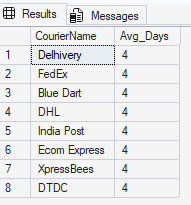 Results Messages
CourierName Avg_Days
1 Delhivery 4
2 FedEx 4
3 Blue Dart 4
4 DHL 4
5 India Post 4
6 Ecom Express 4
7 XpressBees 4
8 DTDC 4